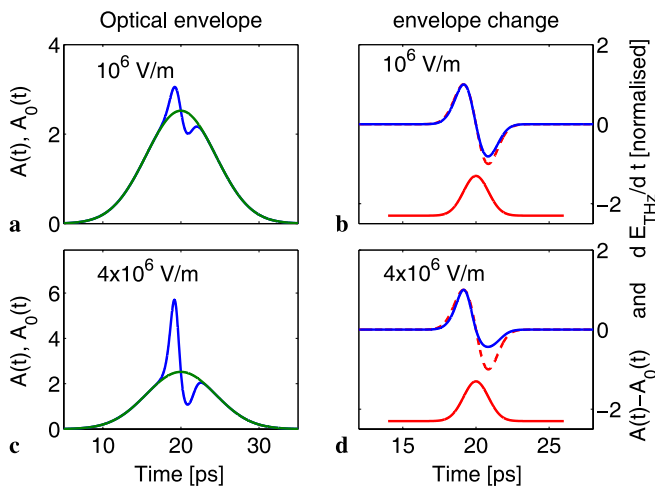 Optical envelope
envelope change
4
2
0
A(t), A₀(t)
10⁶ V/m
a
10⁶ V/m
b
2
0
−2
6
4
2
0
A(t), A₀(t)
4x10⁶ V/m
c
10
20
30
Time [ps]
4x10⁶ V/m
d
15
20
25
Time [ps]
2
0
−2
A(t)−A₀(t) and d E_THz/d t [normalised]